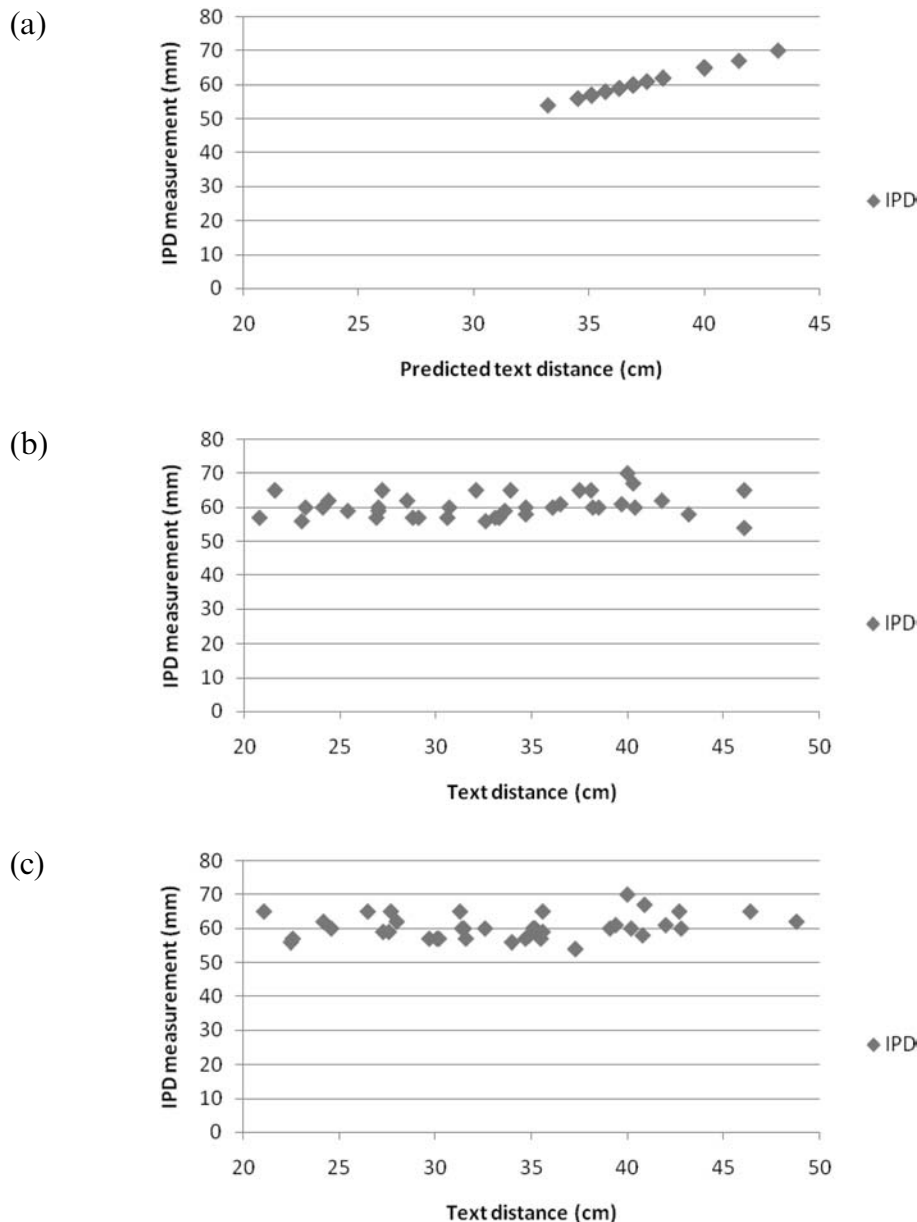 (a)
80
70
60
50
40
30
20
10
0
IPD measurement (mm)
20 25 30 35 40 45
Predicted text distance (cm)
IPD
(b)
80
70
60
50
40
30
20
10
0
IPD measurement (mm)
20 25 30 35 40 45 50
Text distance (cm)
IPD
(c)
80
70
60
50
40
30
20
10
0
IPD measurement (mm)
20 25 30 35 40 45 50
Text distance (cm)
IPD